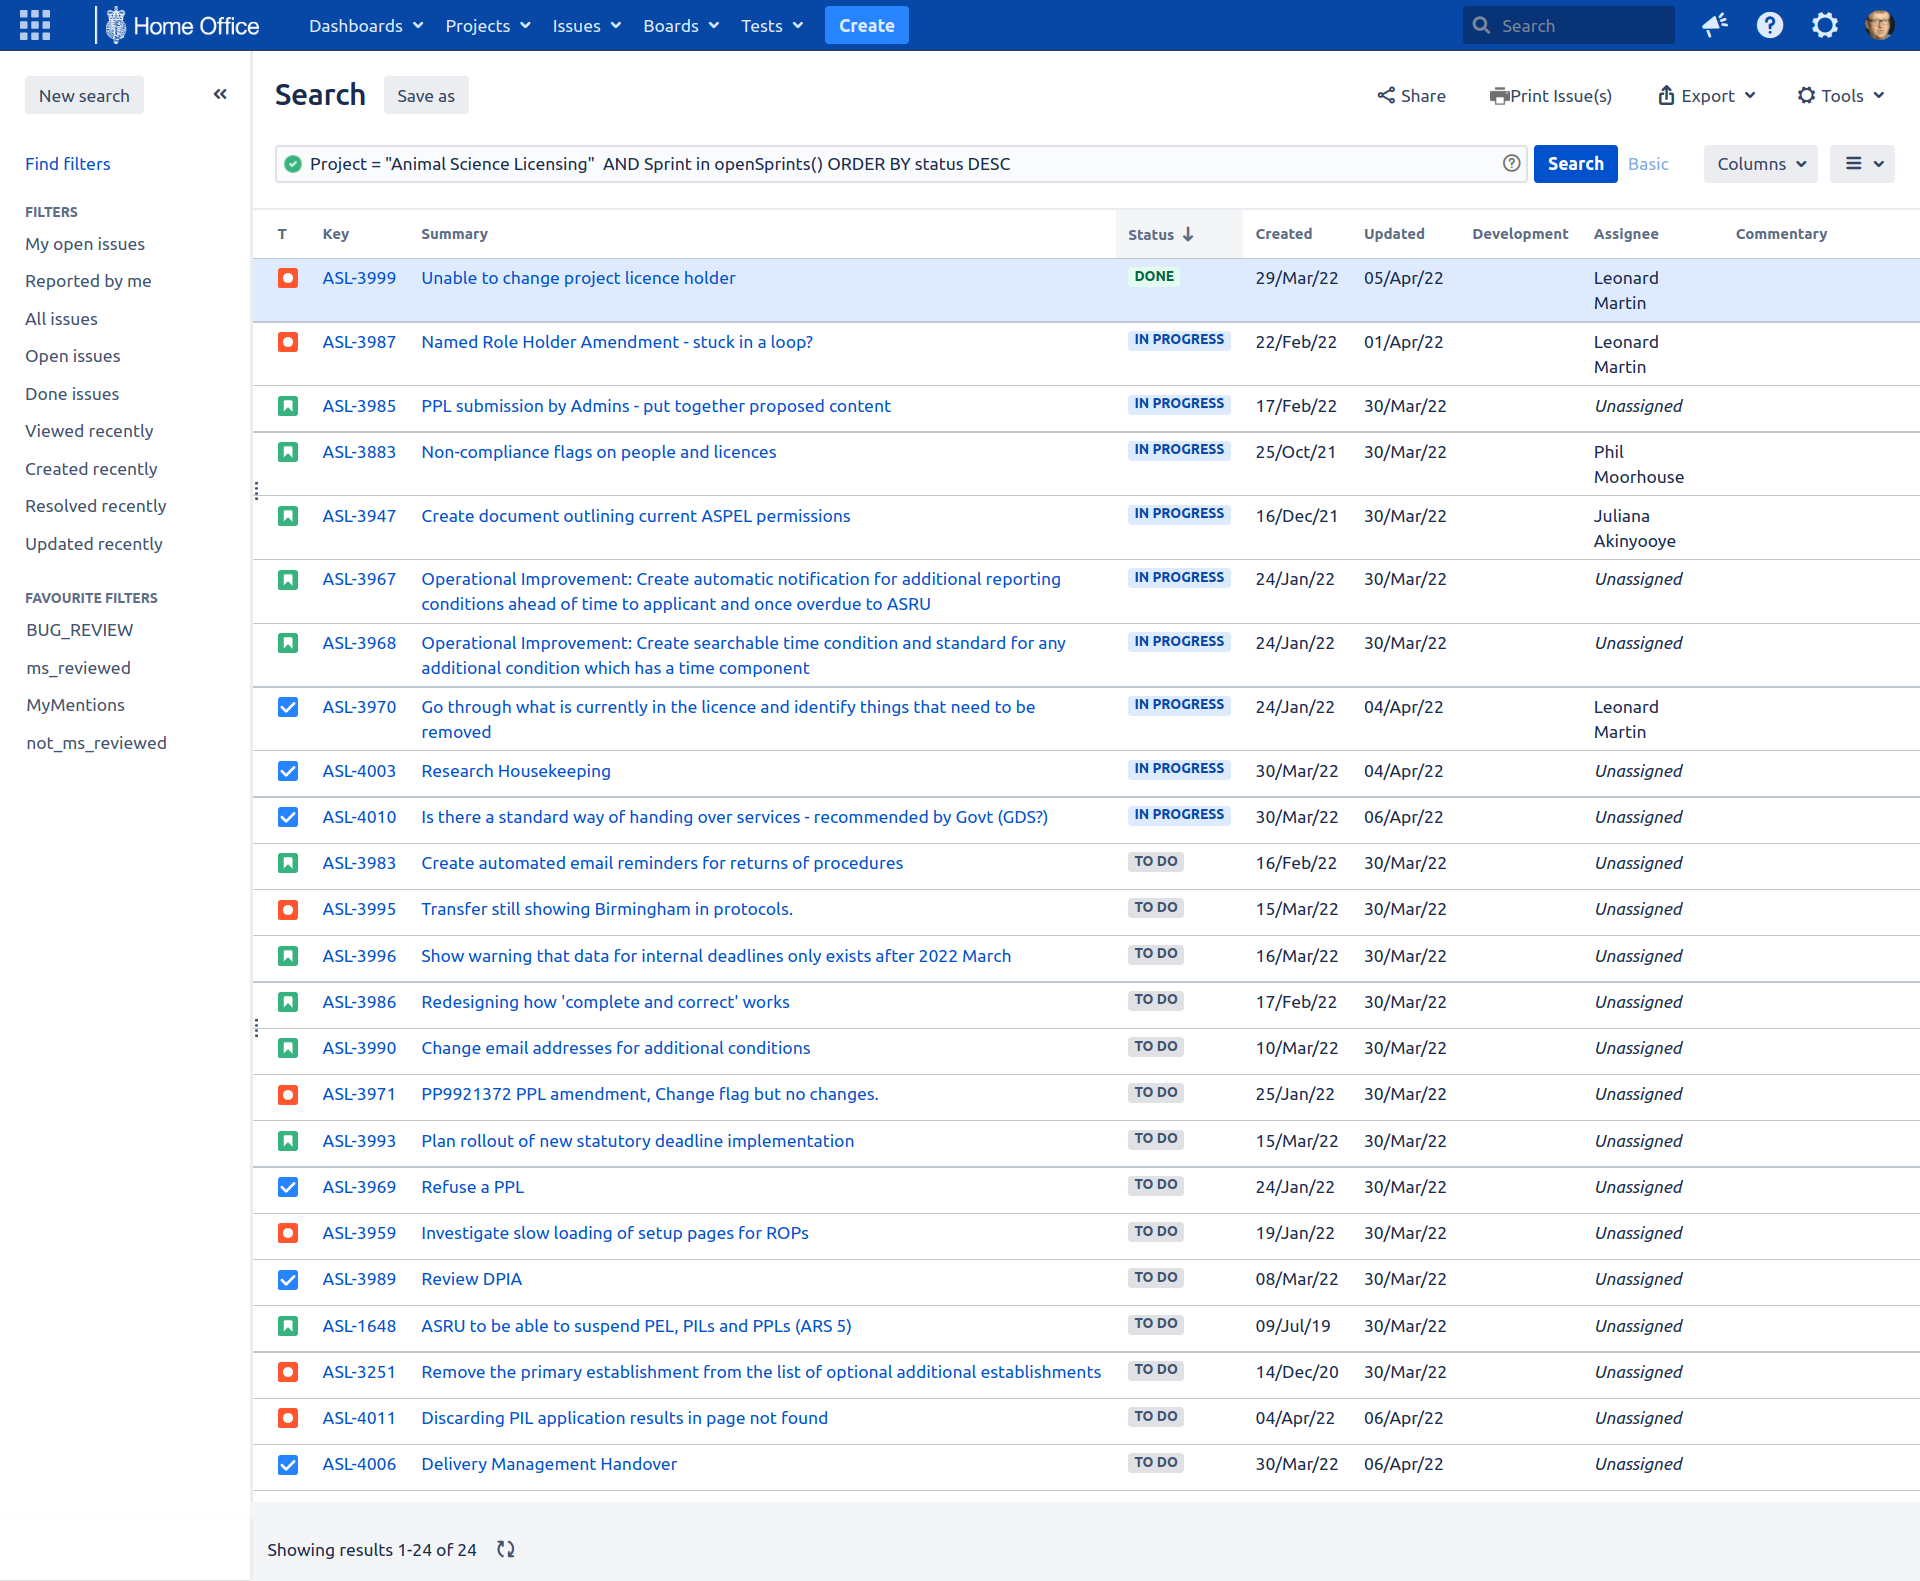 Home Office Dashboards Projects Issues Boards Tests Create Search
New search
Search Save as Share Print Issue(s) Export Tools
Find filters
Project = "Animal Science Licensing"  AND Sprint in openSprints() ORDER BY status DESC Search Basic Columns
FILTERS
My open issues
Reported by me
All issues
Open issues
Done issues
Viewed recently
Created recently
Resolved recently
Updated recently
FAVOURITE FILTERS
BUG_REVIEW
ms_reviewed
MyMentions
not_ms_reviewed
T Key Summary Status Created Updated Development Assignee Commentary
ASL-3999 Unable to change project licence holder DONE 29/Mar/22 05/Apr/22 Leonard
Martin
ASL-3987 Named Role Holder Amendment - stuck in a loop? IN PROGRESS 22/Feb/22 01/Apr/22 Leonard
Martin
ASL-3985 PPL submission by Admins - put together proposed content IN PROGRESS 17/Feb/22 30/Mar/22 Unassigned
ASL-3883 Non-compliance flags on people and licences IN PROGRESS 25/Oct/21 30/Mar/22 Phil
Moorhouse
ASL-3947 Create document outlining current ASPEL permissions IN PROGRESS 16/Dec/21 30/Mar/22 Juliana
Akinyooye
ASL-3967 Operational Improvement: Create automatic notification for additional reporting IN PROGRESS 24/Jan/22 30/Mar/22 Unassigned
conditions ahead of time to applicant and once overdue to ASRU
ASL-3968 Operational Improvement: Create searchable time condition and standard for any IN PROGRESS 24/Jan/22 30/Mar/22 Unassigned
additional condition which has a time component
ASL-3970 Go through what is currently in the licence and identify things that need to be IN PROGRESS 24/Jan/22 04/Apr/22 Leonard
removed Martin
ASL-4003 Research Housekeeping IN PROGRESS 30/Mar/22 04/Apr/22 Unassigned
ASL-4010 Is there a standard way of handing over services - recommended by Govt (GDS?) IN PROGRESS 30/Mar/22 06/Apr/22 Unassigned
ASL-3983 Create automated email reminders for returns of procedures TO DO 16/Feb/22 30/Mar/22 Unassigned
ASL-3995 Transfer still showing Birmingham in protocols. TO DO 15/Mar/22 30/Mar/22 Unassigned
ASL-3996 Show warning that data for internal deadlines only exists after 2022 March TO DO 16/Mar/22 30/Mar/22 Unassigned
ASL-3986 Redesigning how 'complete and correct' works TO DO 17/Feb/22 30/Mar/22 Unassigned
ASL-3990 Change email addresses for additional conditions TO DO 10/Mar/22 30/Mar/22 Unassigned
ASL-3971 PP9921372 PPL amendment, Change flag but no changes. TO DO 25/Jan/22 30/Mar/22 Unassigned
ASL-3993 Plan rollout of new statutory deadline implementation TO DO 15/Mar/22 30/Mar/22 Unassigned
ASL-3969 Refuse a PPL TO DO 24/Jan/22 30/Mar/22 Unassigned
ASL-3959 Investigate slow loading of setup pages for ROPs TO DO 19/Jan/22 30/Mar/22 Unassigned
ASL-3989 Review DPIA TO DO 08/Mar/22 30/Mar/22 Unassigned
ASL-1648 ASRU to be able to suspend PEL, PILs and PPLs (ARS 5) TO DO 09/Jul/19 30/Mar/22 Unassigned
ASL-3251 Remove the primary establishment from the list of optional additional establishments TO DO 14/Dec/20 30/Mar/22 Unassigned
ASL-4011 Discarding PIL application results in page not found TO DO 04/Apr/22 06/Apr/22 Unassigned
ASL-4006 Delivery Management Handover TO DO 30/Mar/22 06/Apr/22 Unassigned
Showing results 1-24 of 24